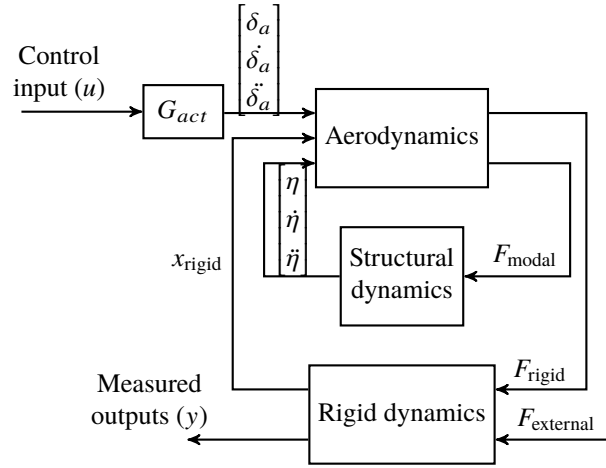 Control
input (u)
G_act
δ_a
δ̇_a
δ̈_a
Aerodynamics
η
η̇
η̈
Structural
dynamics
F_modal
x_rigid
F_rigid
Measured
outputs (y)
Rigid dynamics
F_external